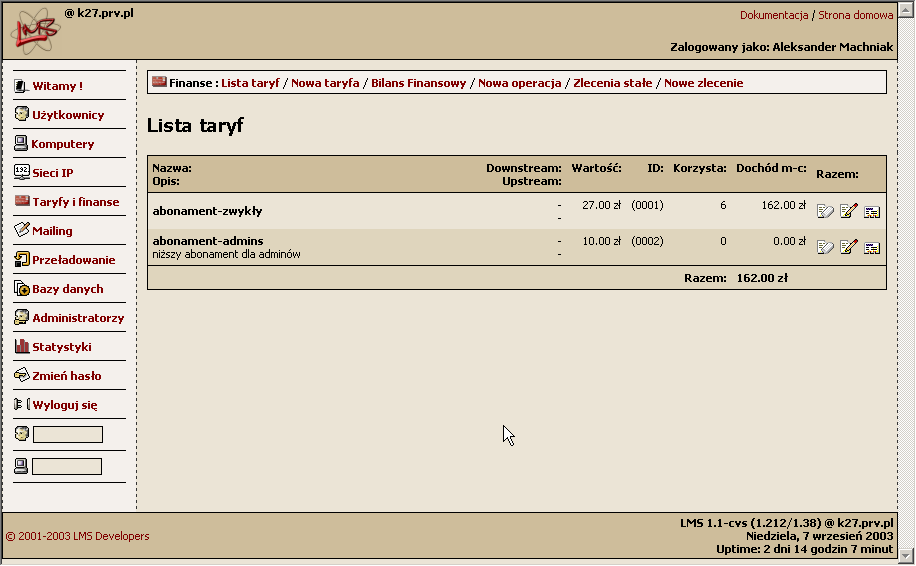 LMS
@ k27.prv.pl
Dokumentacja / Strona domowa
Zalogowany jako: Aleksander Machniak
Witamy !
Użytkownicy
Komputery
Sieci IP
Taryfy i finanse
Mailing
Przeładowanie
Bazy danych
Administratorzy
Statystyki
Zmień hasło
Wyloguj się
Finanse : Lista taryf / Nowa taryfa / Bilans Finansowy / Nowa operacja / Zlecenia stałe / Nowe zlecenie
Lista taryf
Nazwa: Downstream: Wartość: ID: Korzysta: Dochód m-c: Razem:
Opis: Upstream:
abonament-zwykły - 27.00 zł (0001) 6 162.00 zł
-
abonament-admins - 10.00 zł (0002) 0 0.00 zł
niższy abonament dla adminów -
Razem: 162.00 zł
© 2001-2003 LMS Developers
LMS 1.1-cvs (1.212/1.38) @ k27.prv.pl
Niedziela, 7 wrzesień 2003
Uptime: 2 dni 14 godzin 7 minut